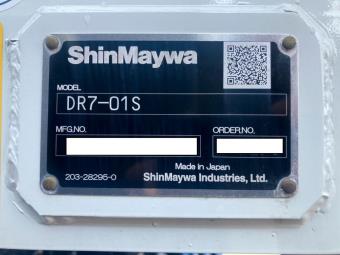 ShinMaywa
MODEL
DR7-01S
MFG.NO.
ORDER.NO.
Made in Japan
203-28295-0
ShinMaywa Industries, Ltd.